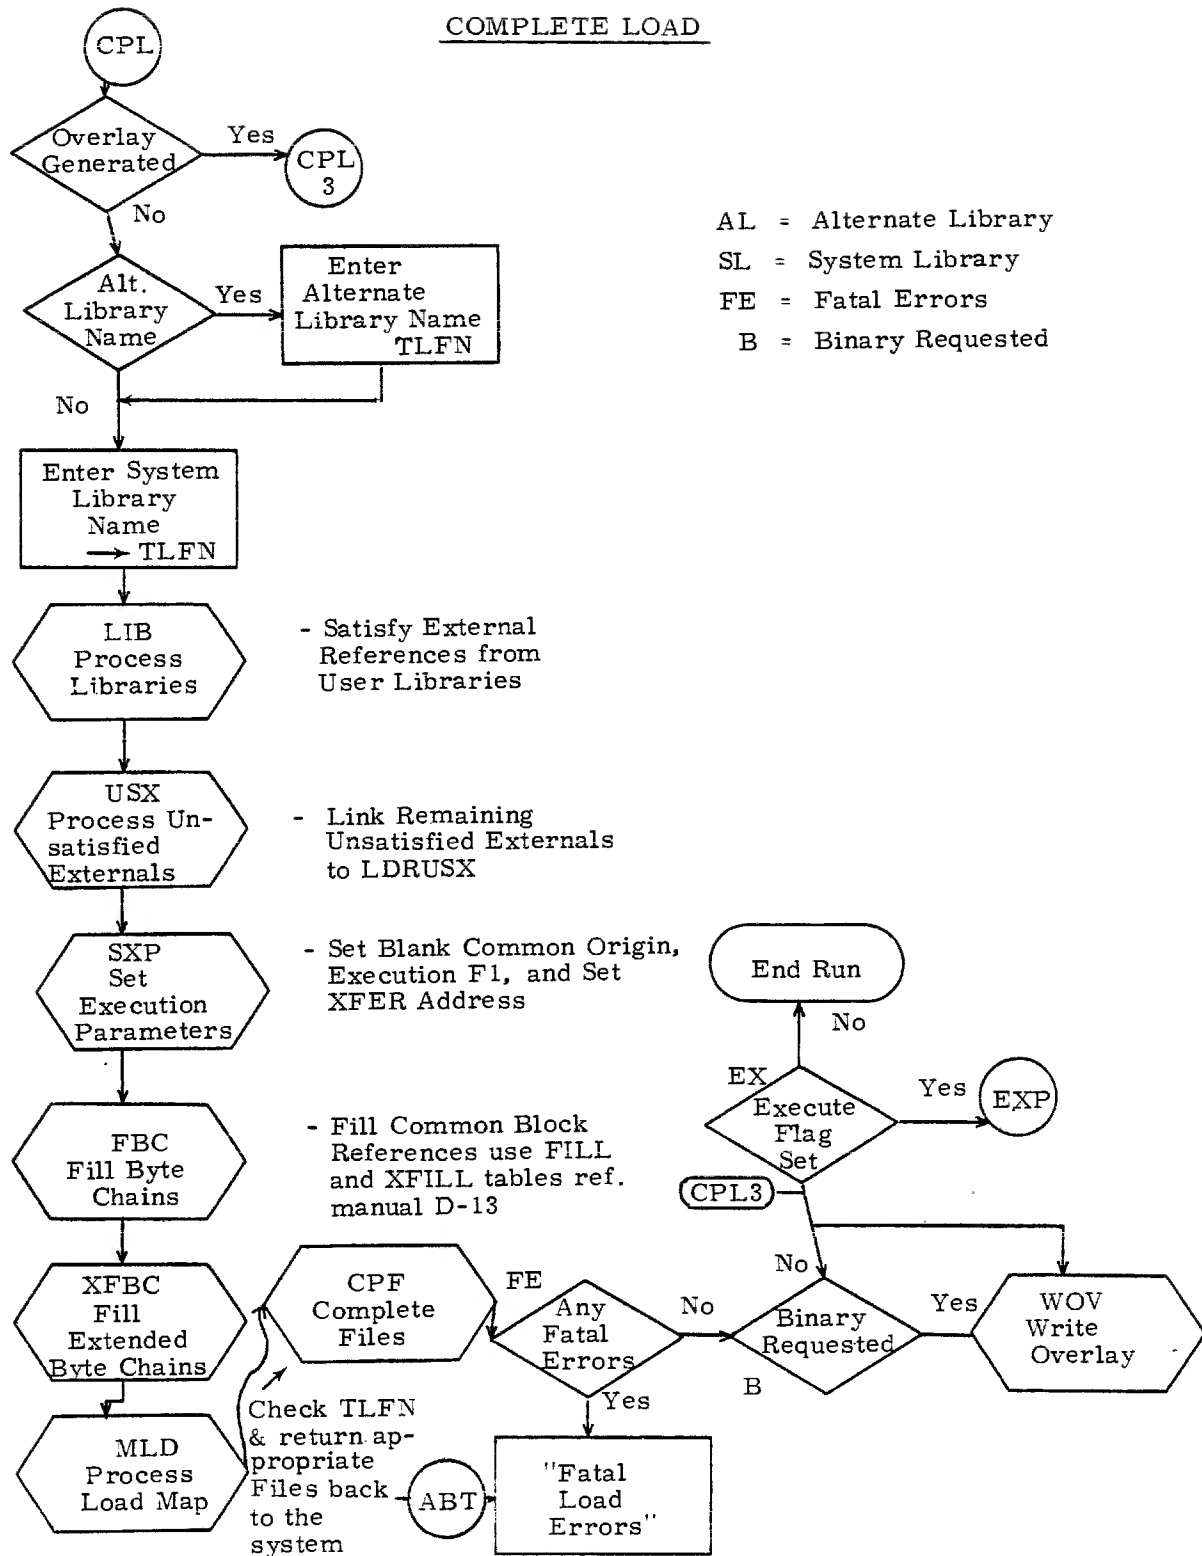 COMPLETE LOAD
CPL
Overlay
Generated
Yes
CPL
3
No
AL = Alternate Library
SL = System Library
FE = Fatal Errors
B = Binary Requested
Alt.
Library
Name
Yes
Enter
Alternate
Library Name
TLFN
No
Enter System
Library
Name
→ TLFN
LIB
Process
Libraries
- Satisfy External
References from
User Libraries
USX
Process Un-
satisfied
Externals
- Link Remaining
Unsatisfied Externals
to LDRUSX
SXP
Set
Execution
Parameters
- Set Blank Common Origin,
Execution F1, and Set
XFER Address
End Run
No
EX
Execute
Flag
Set
Yes
EXP
CPL3
FBC
Fill Byte
Chains
- Fill Common Block
References use FILL
and XFILL tables ref.
manual D-13
XFBC
Fill
Extended
Byte Chains
CPF
Complete
Files
FE
Any
Fatal
Errors
No
No
Binary
Requested
B
Yes
WOV
Write
Overlay
Yes
MLD
Process
Load Map
Check TLFN
& return ap-
propriate
Files back
to the
system
ABT
"Fatal
Load
Errors"